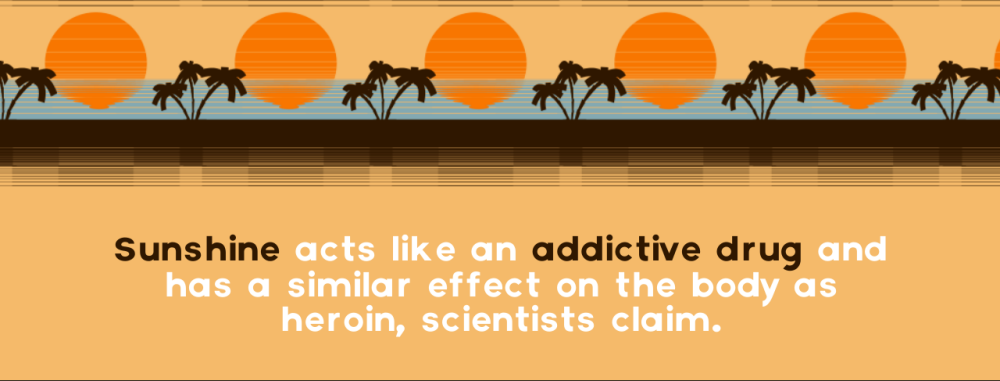 Sunshine acts like an addictive drug and
has a similar effect on the body as
heroin, scientists claim.